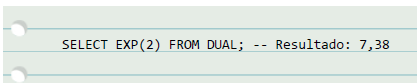 SELECT EXP(2) FROM DUAL; -- Resultado: 7,38